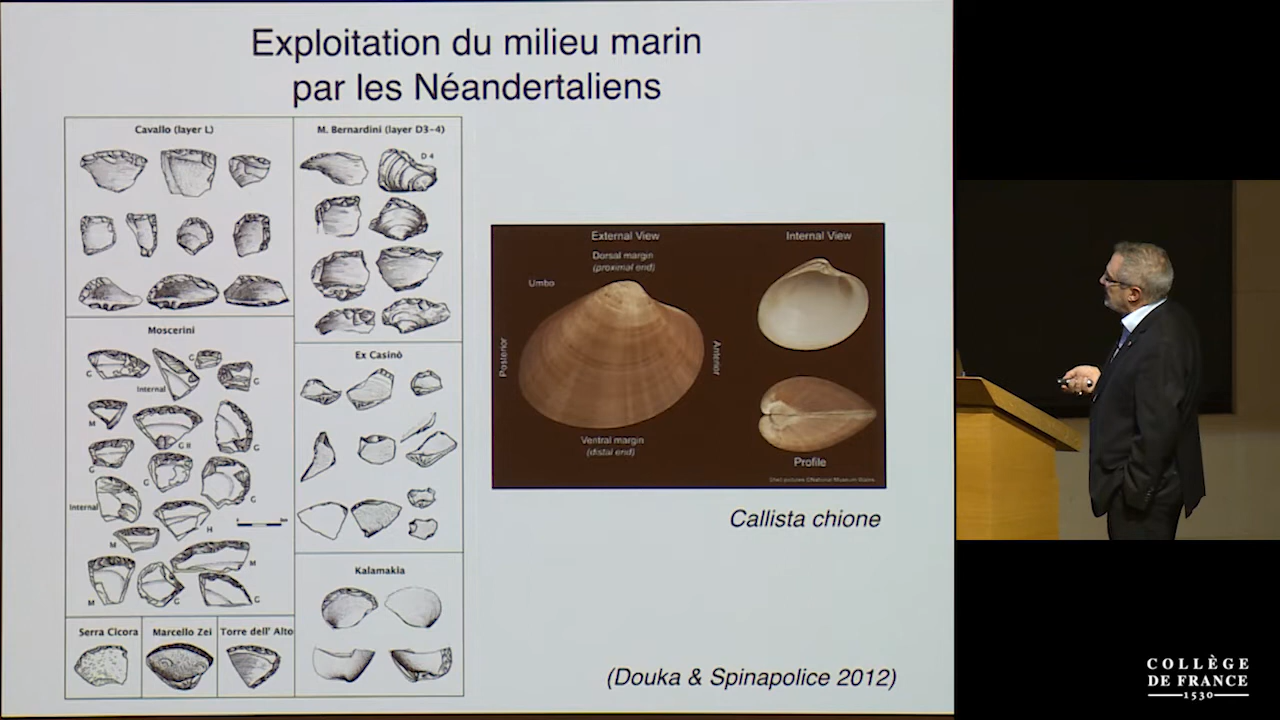 Exploitation du milieu marin
par les Néandertaliens
Cavallo (layer L)
M. Bernardini (layer D3-4)
D 4
Moscerini
C
C
Internal
G
M
G II
G
C
C
G
Internal
H
M
M
M
G
C
Ex Casinò
Kalamakia
Serra Cicora
Marcello Zei
Torre dell' Alto
External View
Dorsal margin
(proximal end)
Umbo
Posterior
Anterior
Ventral margin
(distal end)
Internal View
Profile
Callista chione
(Douka & Spinapolice 2012)
COLLÈGE
DE FRANCE
1530